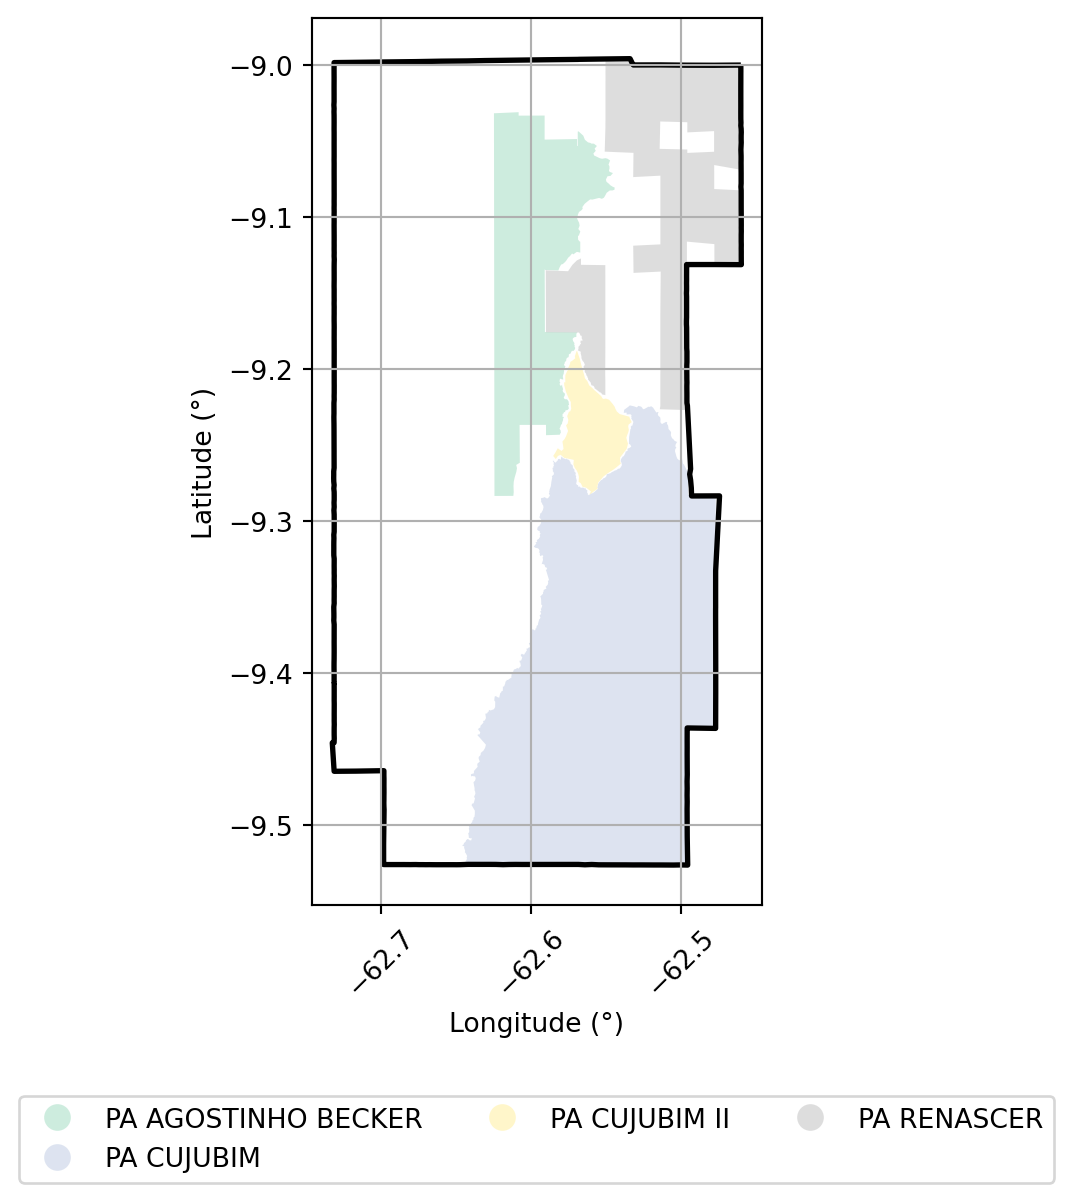 −9.0
−9.1
−9.2
−9.3
−9.4
−9.5
Latitude (°)
−62.7
−62.6
−62.5
Longitude (°)
PA AGOSTINHO BECKER
PA CUJUBIM
PA CUJUBIM II
PA RENASCER